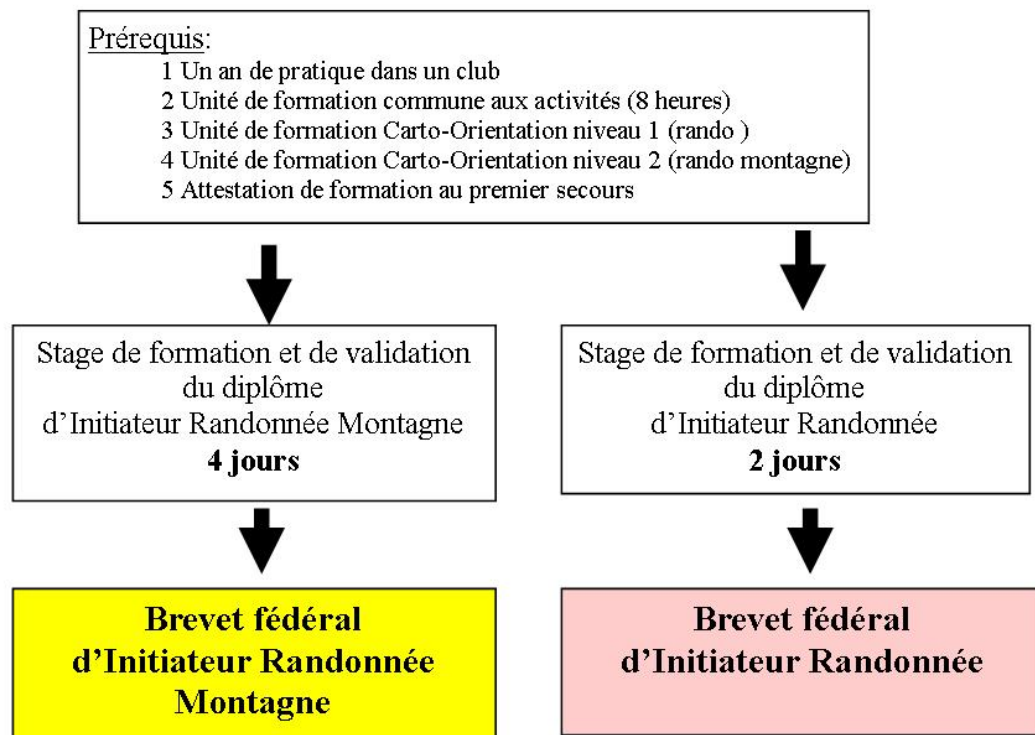 Prérequis:
1 Un an de pratique dans un club
2 Unité de formation commune aux activités (8 heures)
3 Unité de formation Carto-Orientation niveau 1 (rando )
4 Unité de formation Carto-Orientation niveau 2 (rando montagne)
5 Attestation de formation au premier secours
Stage de formation et de validation
du diplôme
d’Initiateur Randonnée Montagne
4 jours
Stage de formation et de validation
du diplôme
d’Initiateur Randonnée
2 jours
Brevet fédéral
d’Initiateur Randonnée
Montagne
Brevet fédéral
d’Initiateur Randonnée